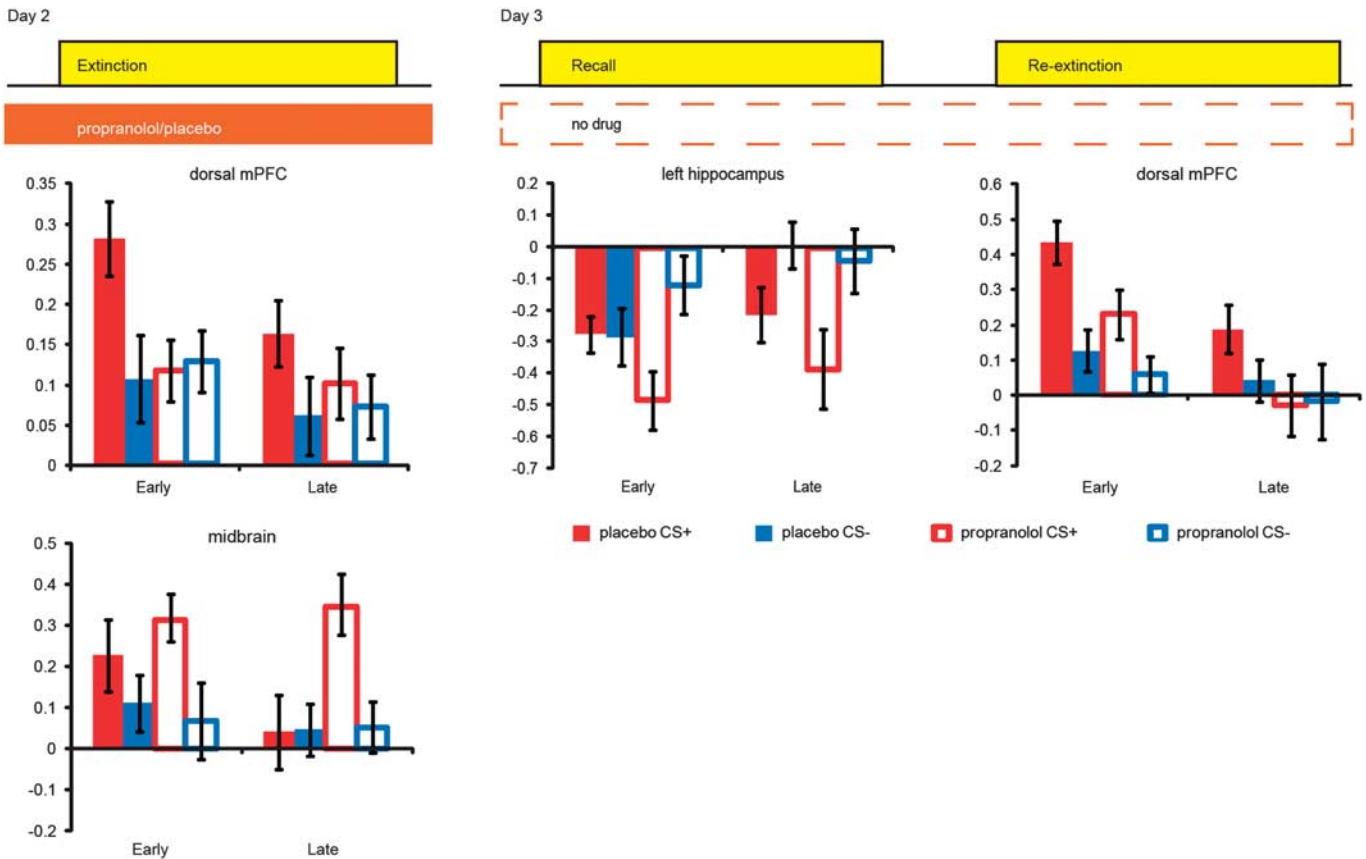 Day 2
Day 3
Extinction
Recall
Re-extinction
propranolol/placebo
no drug
dorsal mPFC
0.35
0.3
0.25
0.2
0.15
0.1
0.05
0
Early
Late
left hippocampus
0.2
0.1
0
-0.1
-0.2
-0.3
-0.4
-0.5
-0.6
-0.7
Early
Late
dorsal mPFC
0.6
0.5
0.4
0.3
0.2
0.1
0
-0.1
-0.2
Early
Late
placebo CS+
placebo CS-
propranolol CS+
propranolol CS-
midbrain
0.5
0.4
0.3
0.2
0.1
0
-0.1
-0.2
Early
Late